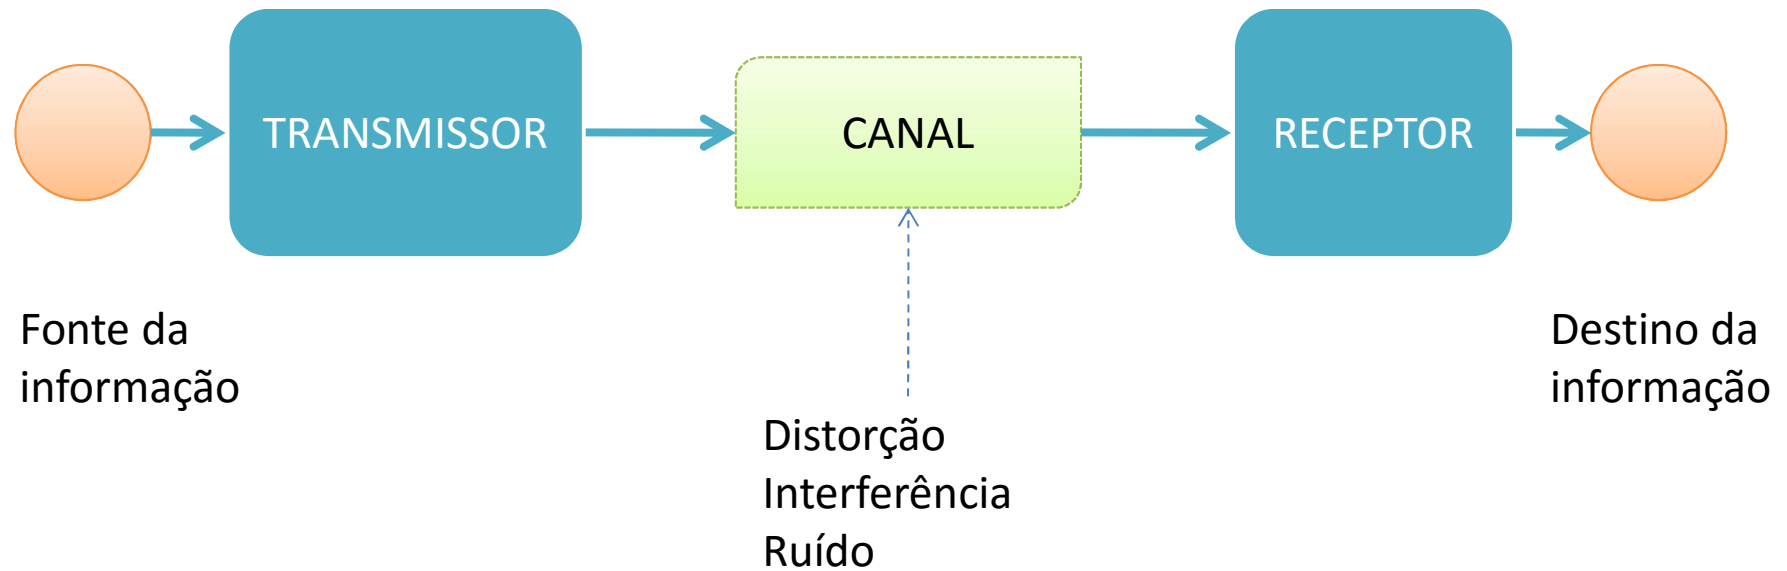 TRANSMISSOR
CANAL
RECEPTOR
Fonte da
informação
Destino da
informação
Distorção
Interferência
Ruído